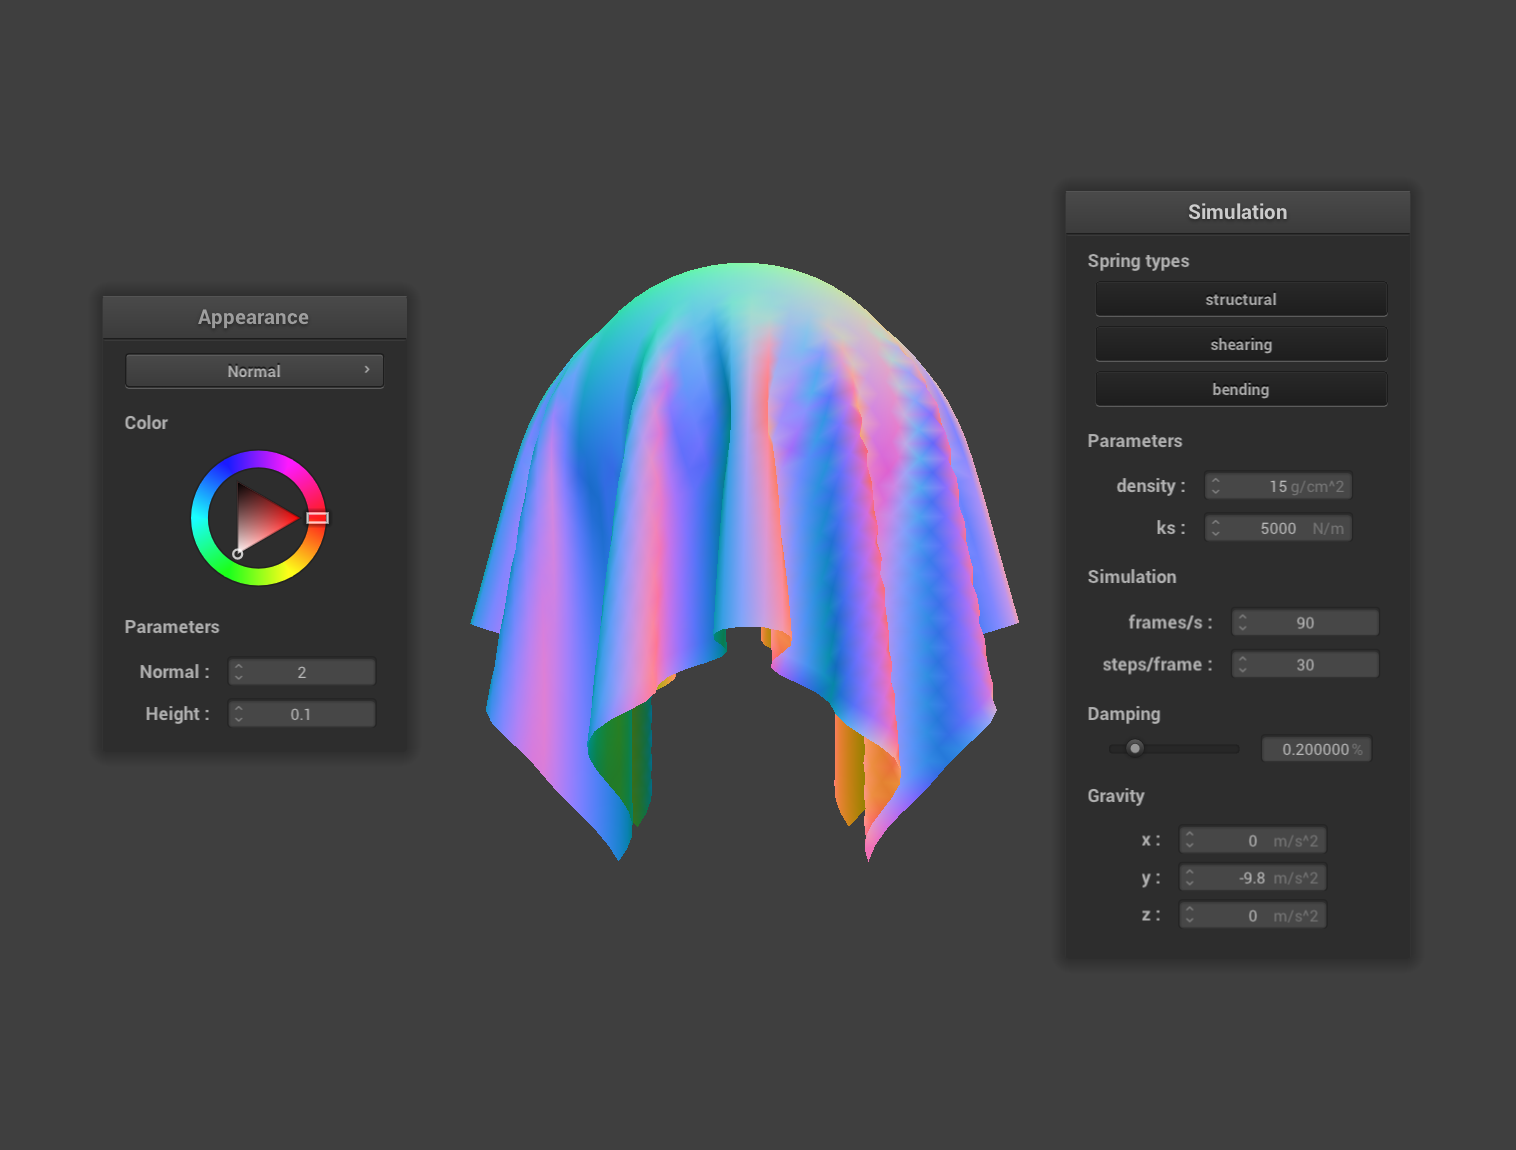 Appearance
Normal
Color
Parameters
Normal : 2
Height : 0.1
Simulation
Spring types
structural
shearing
bending
Parameters
density : 15 g/cm^2
ks : 5000 N/m
Simulation
frames/s : 90
steps/frame : 30
Damping
0.200000 %
Gravity
x : 0 m/s^2
y : -9.8 m/s^2
z : 0 m/s^2